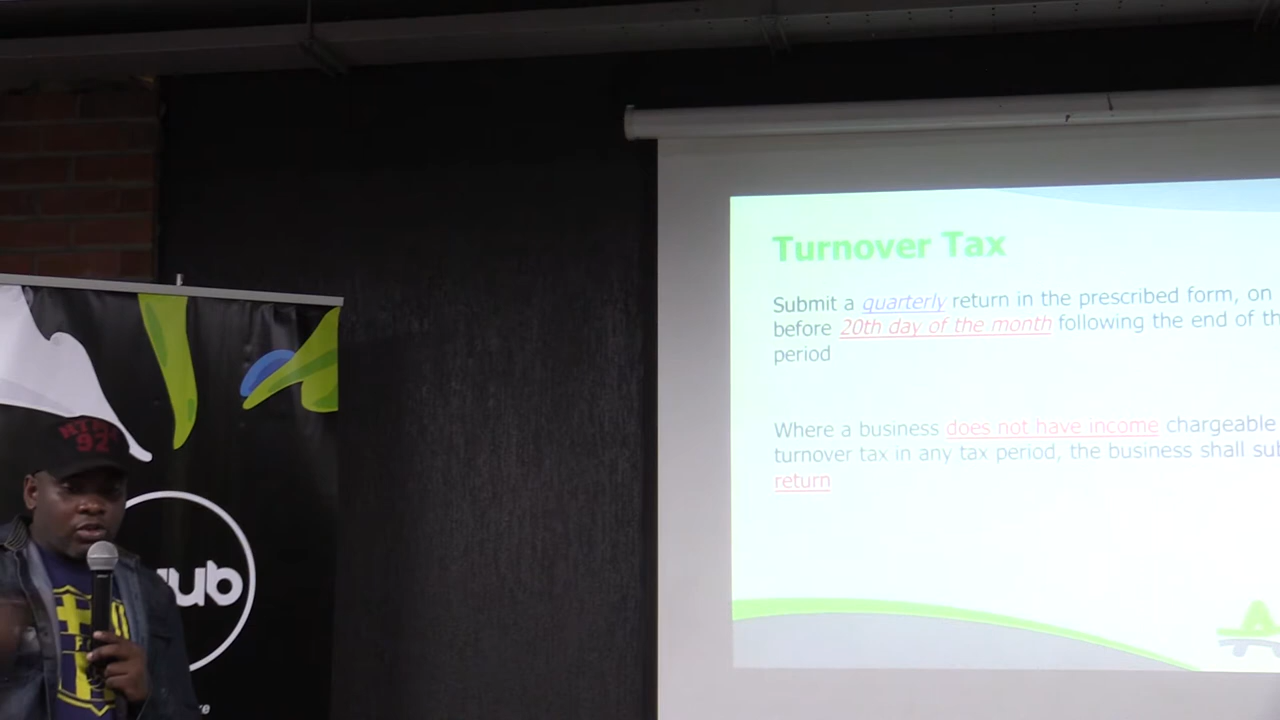 Turnover Tax
Submit a quarterly return in the prescribed form, on
before 20th day of the month following the end of th
period
Where a business does not have income chargeable
turnover tax in any tax period, the business shall sub
return
92
ub